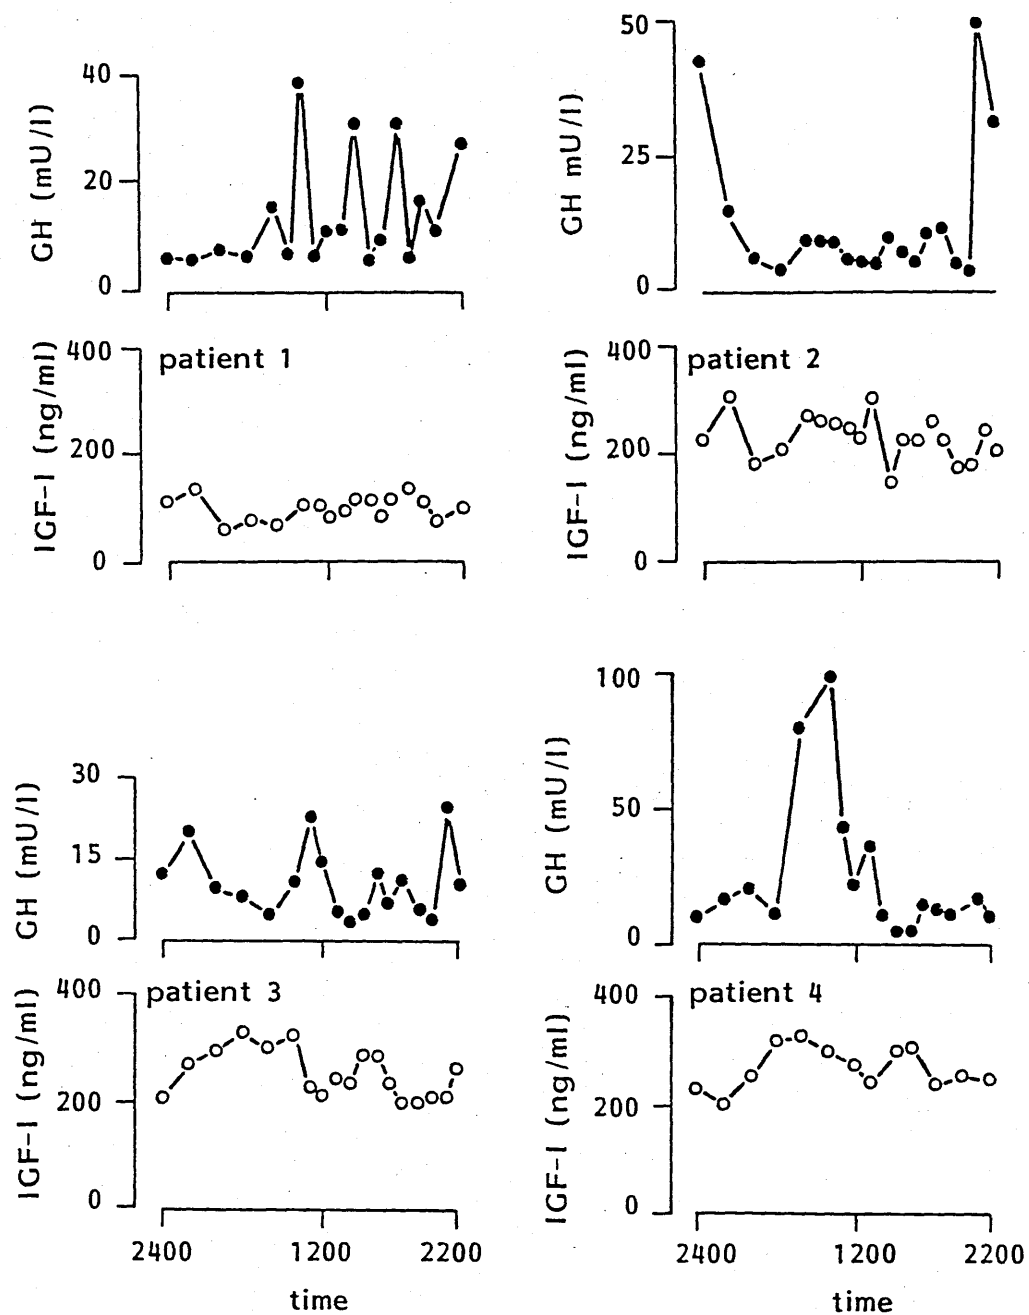 GH (mU/l)
40
20
0
GH mU/l)
50
25
0
IGF-I (ng/ml)
400
200
0
patient 1
IGF-I (ng/ml)
400
200
0
patient 2
GH (mU/l)
30
15
0
GH (mU/l)
100
50
0
IGF-I (ng/ml)
400
200
0
patient 3
2400 1200 2200
time
IGF-I (ng/ml)
400
200
0
patient 4
2400 1200 2200
time